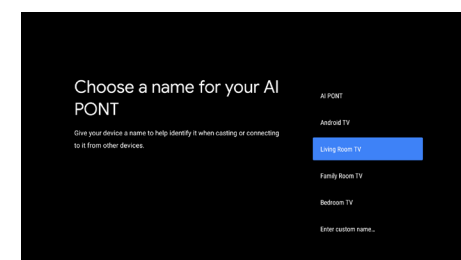 Choose a name for your AI
PONT
Give your device a name to help identify it when casting or connecting
to it from other devices.
AI PONT
Android TV
Living Room TV
Family Room TV
Bedroom TV
Enter custom name...